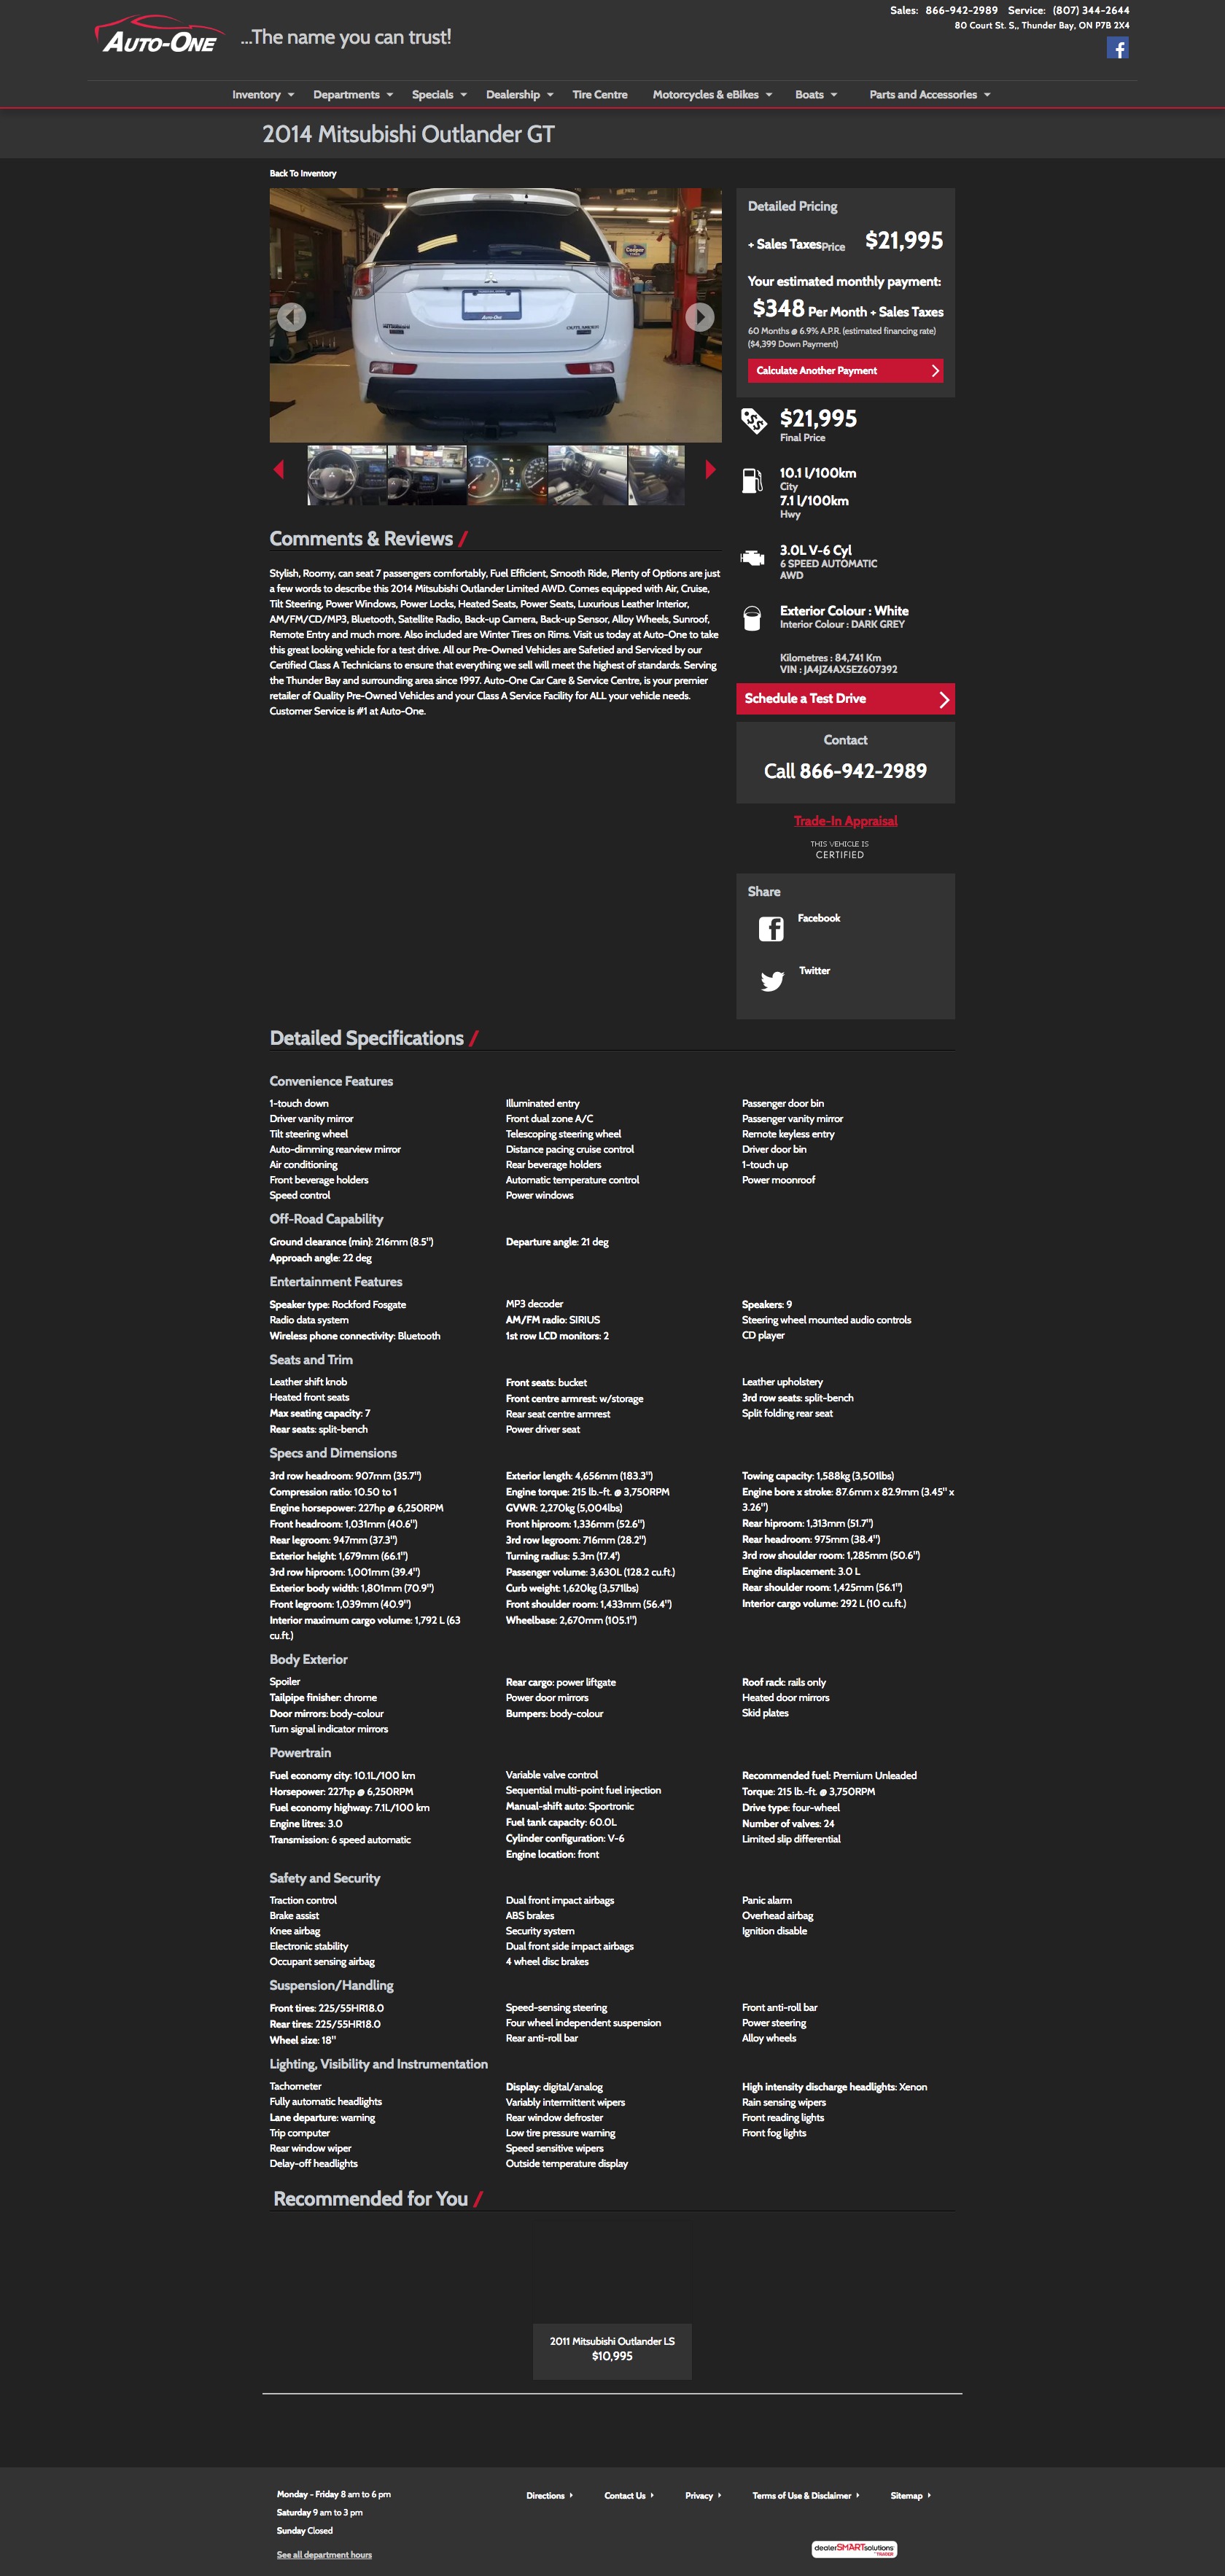 AUTO-ONE
...The name you can trust!
Sales: 866-942-2989 Service: (807) 344-2644
80 Court St. S,, Thunder Bay, ON P7B 2X4
Inventory Departments Specials Dealership Tire Centre Motorcycles & eBikes Boats Parts and Accessories
2014 Mitsubishi Outlander GT
Back To Inventory
Cooper
Auto-One
OUTLANDER
Detailed Pricing
+ Sales TaxesPrice $21,995
Your estimated monthly payment:
$348 Per Month + Sales Taxes
60 Months @ 6.9% A.P.R. (estimated financing rate)
($4,399 Down Payment)
Calculate Another Payment
$21,995
Final Price
10.1 l/100km
City
7.1 l/100km
Hwy
3.0L V-6 Cyl
6 SPEED AUTOMATIC
AWD
Exterior Colour : White
Interior Colour : DARK GREY
Kilometres : 84,741 Km
VIN : JA4JZ4AX5EZ607392
Schedule a Test Drive
Contact
Call 866-942-2989
Trade-In Appraisal
THIS VEHICLE IS
CERTIFIED
Share
Facebook
Twitter
Comments & Reviews /
Stylish, Roomy, can seat 7 passengers comfortably, Fuel Efficient, Smooth Ride, Plenty of Options are just
a few words to describe this 2014 Mitsubishi Outlander Limited AWD. Comes equipped with Air, Cruise,
Tilt Steering, Power Windows, Power Locks, Heated Seats, Power Seats, Luxurious Leather Interior,
AM/FM/CD/MP3, Bluetooth, Satellite Radio, Back-up Camera, Back-up Sensor, Alloy Wheels, Sunroof,
Remote Entry and much more. Also included are Winter Tires on Rims. Visit us today at Auto-One to take
this great looking vehicle for a test drive. All our Pre-Owned Vehicles are Safetied and Serviced by our
Certified Class A Technicians to ensure that everything we sell will meet the highest of standards. Serving
the Thunder Bay and surrounding area since 1997. Auto-One Car Care & Service Centre, is your premier
retailer of Quality Pre-Owned Vehicles and your Class A Service Facility for ALL your vehicle needs.
Customer Service is #1 at Auto-One.
Detailed Specifications /
Convenience Features
1-touch down
Driver vanity mirror
Tilt steering wheel
Auto-dimming rearview mirror
Air conditioning
Front beverage holders
Speed control
Illuminated entry
Front dual zone A/C
Telescoping steering wheel
Distance pacing cruise control
Rear beverage holders
Automatic temperature control
Power windows
Passenger door bin
Passenger vanity mirror
Remote keyless entry
Driver door bin
1-touch up
Power moonroof
Off-Road Capability
Ground clearance (min): 216mm (8.5")
Approach angle: 22 deg
Departure angle: 21 deg
Entertainment Features
Speaker type: Rockford Fosgate
Radio data system
Wireless phone connectivity: Bluetooth
MP3 decoder
AM/FM radio: SIRIUS
1st row LCD monitors: 2
Speakers: 9
Steering wheel mounted audio controls
CD player
Seats and Trim
Leather shift knob
Heated front seats
Max seating capacity: 7
Rear seats: split-bench
Front seats: bucket
Front centre armrest: w/storage
Rear seat centre armrest
Power driver seat
Leather upholstery
3rd row seats: split-bench
Split folding rear seat
Specs and Dimensions
3rd row headroom: 907mm (35.7")
Compression ratio: 10.50 to 1
Engine horsepower: 227hp @ 6,250RPM
Front headroom: 1,031mm (40.6")
Rear legroom: 947mm (37.3")
Exterior height: 1,679mm (66.1")
3rd row hiproom: 1,001mm (39.4")
Exterior body width: 1,801mm (70.9")
Front legroom: 1,039mm (40.9")
Interior maximum cargo volume: 1,792 L (63
cu.ft.)
Exterior length: 4,656mm (183.3")
Engine torque: 215 lb.-ft. @ 3,750RPM
GVWR: 2,270kg (5,004lbs)
Front hiproom: 1,336mm (52.6")
3rd row legroom: 716mm (28.2")
Turning radius: 5.3m (17.4')
Passenger volume: 3,630L (128.2 cu.ft.)
Curb weight: 1,620kg (3,571lbs)
Front shoulder room: 1,433mm (56.4")
Wheelbase: 2,670mm (105.1")
Towing capacity: 1,588kg (3,501lbs)
Engine bore x stroke: 87.6mm x 82.9mm (3.45" x
3.26")
Rear hiproom: 1,313mm (51.7")
Rear headroom: 975mm (38.4")
3rd row shoulder room: 1,285mm (50.6")
Engine displacement: 3.0 L
Rear shoulder room: 1,425mm (56.1")
Interior cargo volume: 292 L (10 cu.ft.)
Body Exterior
Spoiler
Tailpipe finisher: chrome
Door mirrors: body-colour
Turn signal indicator mirrors
Rear cargo: power liftgate
Power door mirrors
Bumpers: body-colour
Roof rack: rails only
Heated door mirrors
Skid plates
Powertrain
Fuel economy city: 10.1L/100 km
Horsepower: 227hp @ 6,250RPM
Fuel economy highway: 7.1L/100 km
Engine litres: 3.0
Transmission: 6 speed automatic
Variable valve control
Sequential multi-point fuel injection
Manual-shift auto: Sportronic
Fuel tank capacity: 60.0L
Cylinder configuration: V-6
Engine location: front
Recommended fuel: Premium Unleaded
Torque: 215 lb.-ft. @ 3,750RPM
Drive type: four-wheel
Number of valves: 24
Limited slip differential
Safety and Security
Traction control
Brake assist
Knee airbag
Electronic stability
Occupant sensing airbag
Dual front impact airbags
ABS brakes
Security system
Dual front side impact airbags
4 wheel disc brakes
Panic alarm
Overhead airbag
Ignition disable
Suspension/Handling
Front tires: 225/55HR18.0
Rear tires: 225/55HR18.0
Wheel size: 18"
Speed-sensing steering
Four wheel independent suspension
Rear anti-roll bar
Front anti-roll bar
Power steering
Alloy wheels
Lighting, Visibility and Instrumentation
Tachometer
Fully automatic headlights
Lane departure: warning
Trip computer
Rear window wiper
Delay-off headlights
Display: digital/analog
Variably intermittent wipers
Rear window defroster
Low tire pressure warning
Speed sensitive wipers
Outside temperature display
High intensity discharge headlights: Xenon
Rain sensing wipers
Front reading lights
Front fog lights
Recommended for You /
2011 Mitsubishi Outlander LS
$10,995
Monday - Friday 8 am to 6 pm
Saturday 9 am to 3 pm
Sunday Closed
See all department hours
Directions Contact Us Privacy Terms of Use & Disclaimer Sitemap
dealerSMARTsolutions
TRADER